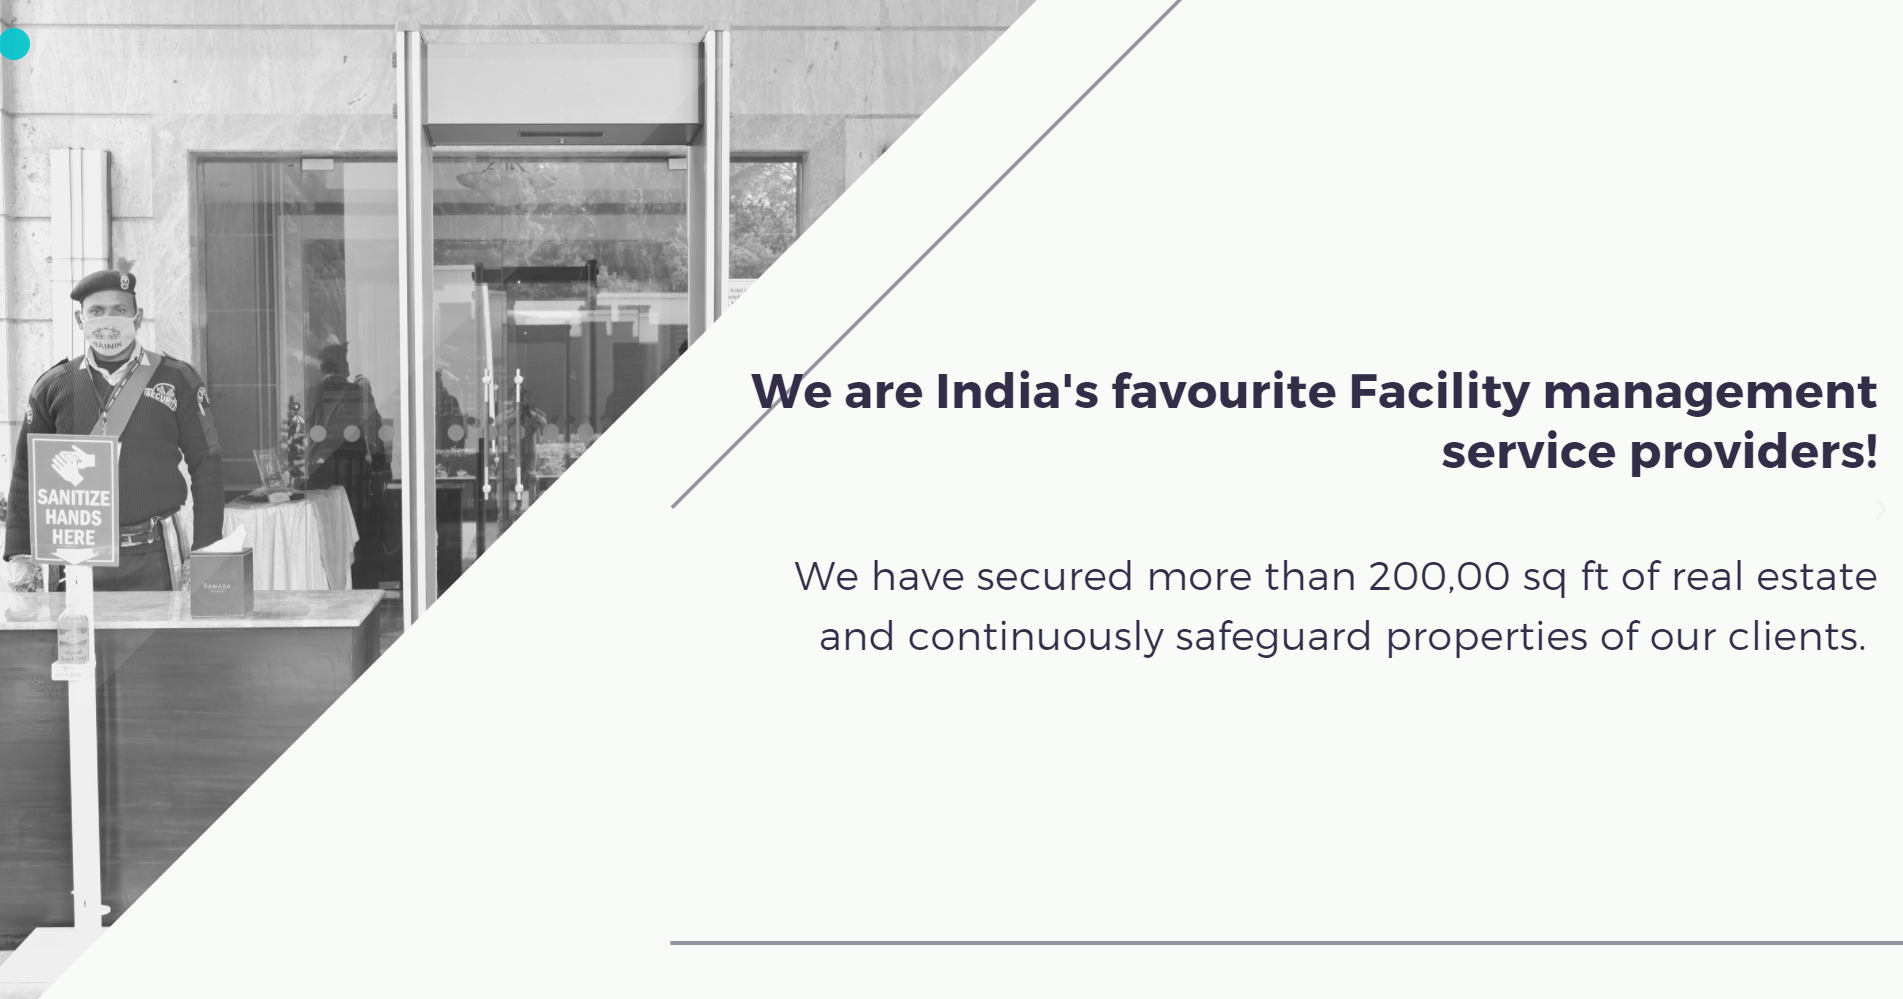 We are India's favourite Facility management
service providers!
We have secured more than 200,00 sq ft of real estate
and continuously safeguard properties of our clients.
SAINIK
SECURITY
SANITIZE
HANDS
HERE
RAMADA